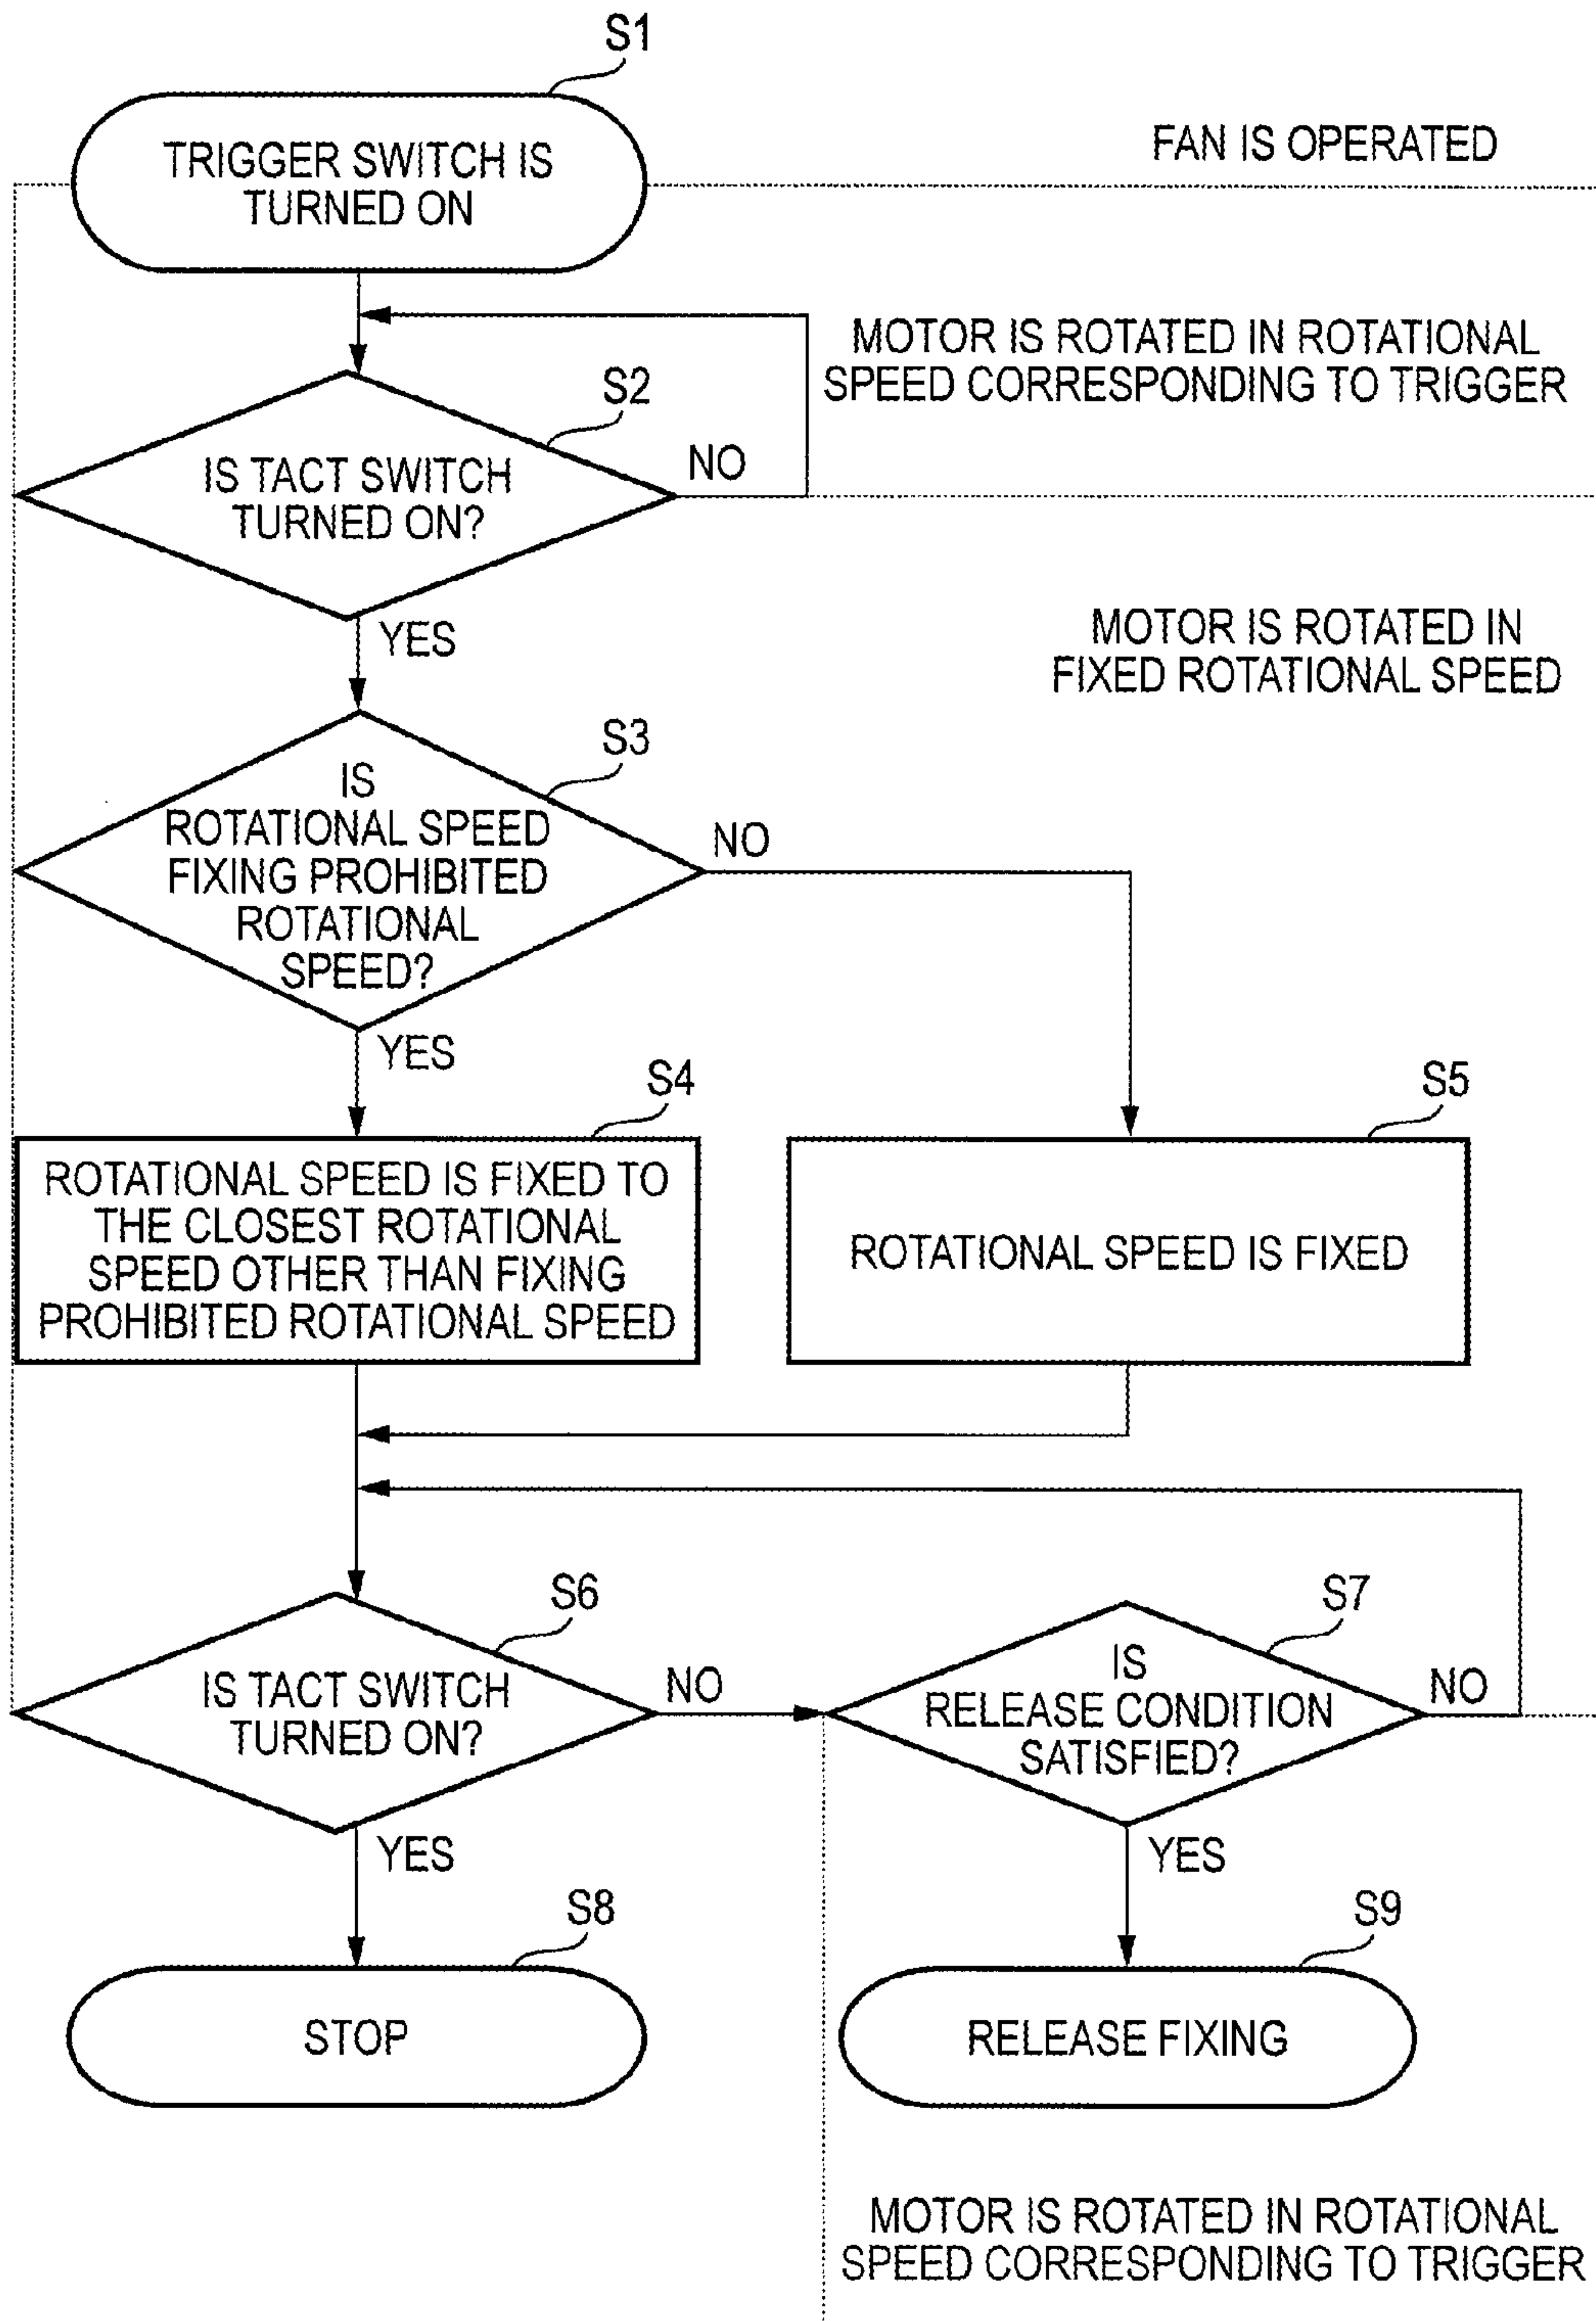 S1
TRIGGER SWITCH IS
TURNED ON
FAN IS OPERATED
MOTOR IS ROTATED IN ROTATIONAL
SPEED CORRESPONDING TO TRIGGER
S2
IS TACT SWITCH
TURNED ON?
NO
YES
MOTOR IS ROTATED IN
FIXED ROTATIONAL SPEED
S3
IS
ROTATIONAL SPEED
FIXING PROHIBITED
ROTATIONAL
SPEED?
NO
YES
S4
ROTATIONAL SPEED IS FIXED TO
THE CLOSEST ROTATIONAL
SPEED OTHER THAN FIXING
PROHIBITED ROTATIONAL SPEED
S5
ROTATIONAL SPEED IS FIXED
S6
IS TACT SWITCH
TURNED ON?
NO
YES
S7
IS
RELEASE CONDITION
SATISFIED?
NO
YES
S8
STOP
S9
RELEASE FIXING
MOTOR IS ROTATED IN ROTATIONAL
SPEED CORRESPONDING TO TRIGGER